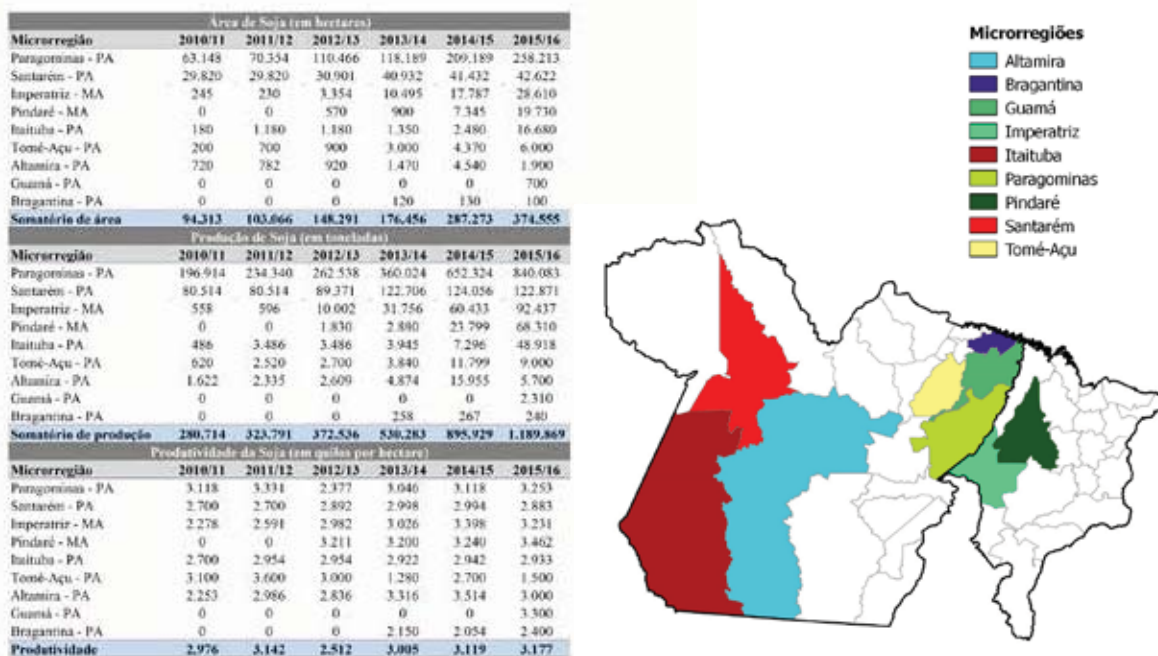 Área de Soja (em hectares)
Microrregião 2010/11 2011/12 2012/13 2013/14 2014/15 2015/16
Paragominas - PA 63.148 70.354 110.466 118.189 209.189 258.213
Santarém - PA 29.820 29.820 30.901 40.932 41.432 42.622
Imperatriz - MA 245 230 3.354 10.495 17.787 28.610
Pindaré - MA 0 0 570 900 7.345 19.730
Itaituba - PA 180 1.180 1.180 1.350 2.480 16.680
Tomé-Açu - PA 200 700 900 3.000 4.370 6.000
Altamira - PA 720 782 920 1.470 4.540 1.900
Guamá - PA 0 0 0 0 0 700
Bragantina - PA 0 0 0 120 130 100
Somatório de área 94.313 103.066 148.291 176.456 287.273 374.555
Produção de Soja (em toneladas)
Microrregião 2010/11 2011/12 2012/13 2013/14 2014/15 2015/16
Paragominas - PA 196.914 234.340 262.538 360.024 652.324 840.083
Santarém - PA 80.514 80.514 89.371 122.706 124.056 122.871
Imperatriz - MA 558 596 10.002 31.756 60.433 92.437
Pindaré - MA 0 0 1.830 2.880 23.799 68.310
Itaituba - PA 486 3.486 3.486 3.945 7.296 48.918
Tomé-Açu - PA 620 2.520 2.700 3.840 11.799 9.000
Altamira - PA 1.622 2.335 2.609 4.874 15.955 5.700
Guamá - PA 0 0 0 0 0 2.310
Bragantina - PA 0 0 0 258 267 240
Somatório de produção 280.714 323.791 372.536 530.283 895.929 1.189.869
Produtividade da Soja (em quilos por hectare)
Microrregião 2010/11 2011/12 2012/13 2013/14 2014/15 2015/16
Paragominas - PA 3.118 3.331 2.377 3.046 3.118 3.253
Santarém - PA 2.700 2.700 2.892 2.998 2.994 2.883
Imperatriz - MA 2.278 2.591 2.982 3.026 3.398 3.231
Pindaré - MA 0 0 3.211 3.200 3.240 3.462
Itaituba - PA 2.700 2.954 2.954 2.922 2.942 2.933
Tomé-Açu - PA 3.100 3.600 3.000 1.280 2.700 1.500
Altamira - PA 2.253 2.986 2.836 3.316 3.514 3.000
Guamá - PA 0 0 0 0 0 3.300
Bragantina - PA 0 0 0 2.150 2.054 2.400
Produtividade 2.976 3.142 2.512 3.005 3.119 3.177
Microrregiões
Altamira
Bragantina
Guamá
Imperatriz
Itaituba
Paragominas
Pindaré
Santarém
Tomé-Açu